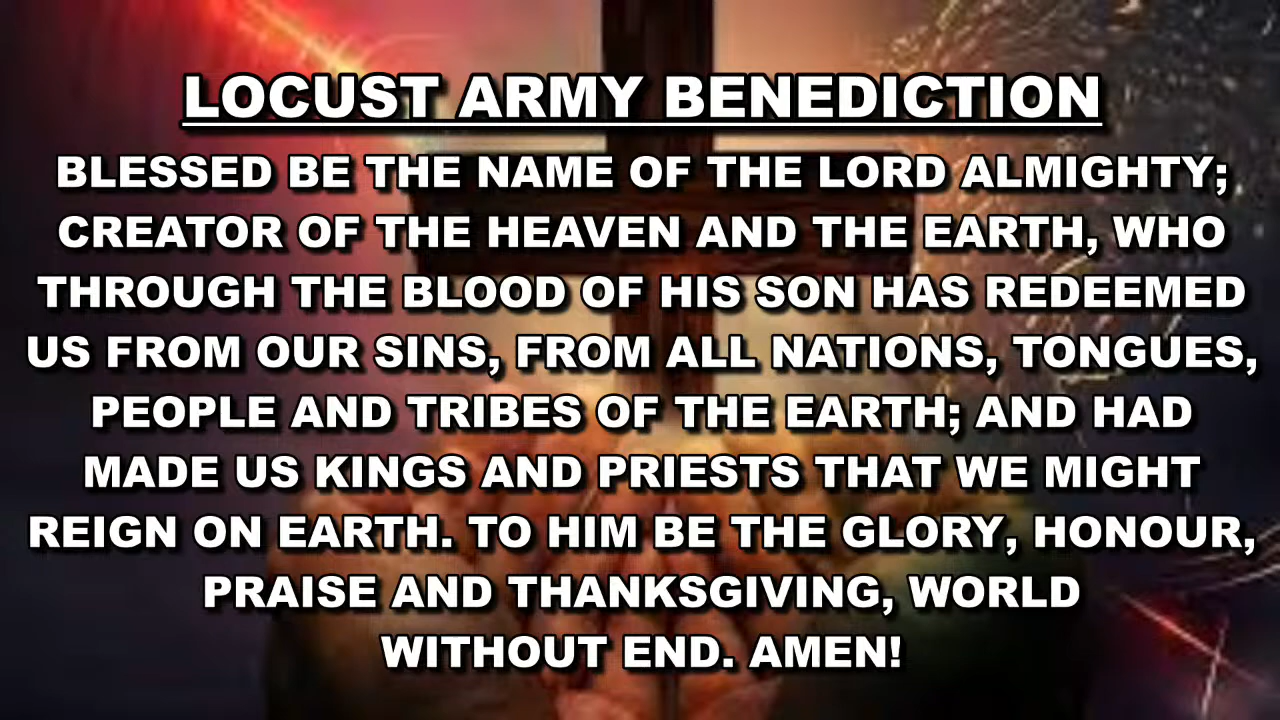 LOCUST ARMY BENEDICTION
BLESSED BE THE NAME OF THE LORD ALMIGHTY;
CREATOR OF THE HEAVEN AND THE EARTH, WHO
THROUGH THE BLOOD OF HIS SON HAS REDEEMED
US FROM OUR SINS, FROM ALL NATIONS, TONGUES,
PEOPLE AND TRIBES OF THE EARTH; AND HAD
MADE US KINGS AND PRIESTS THAT WE MIGHT
REIGN ON EARTH. TO HIM BE THE GLORY, HONOUR,
PRAISE AND THANKSGIVING, WORLD
WITHOUT END. AMEN!